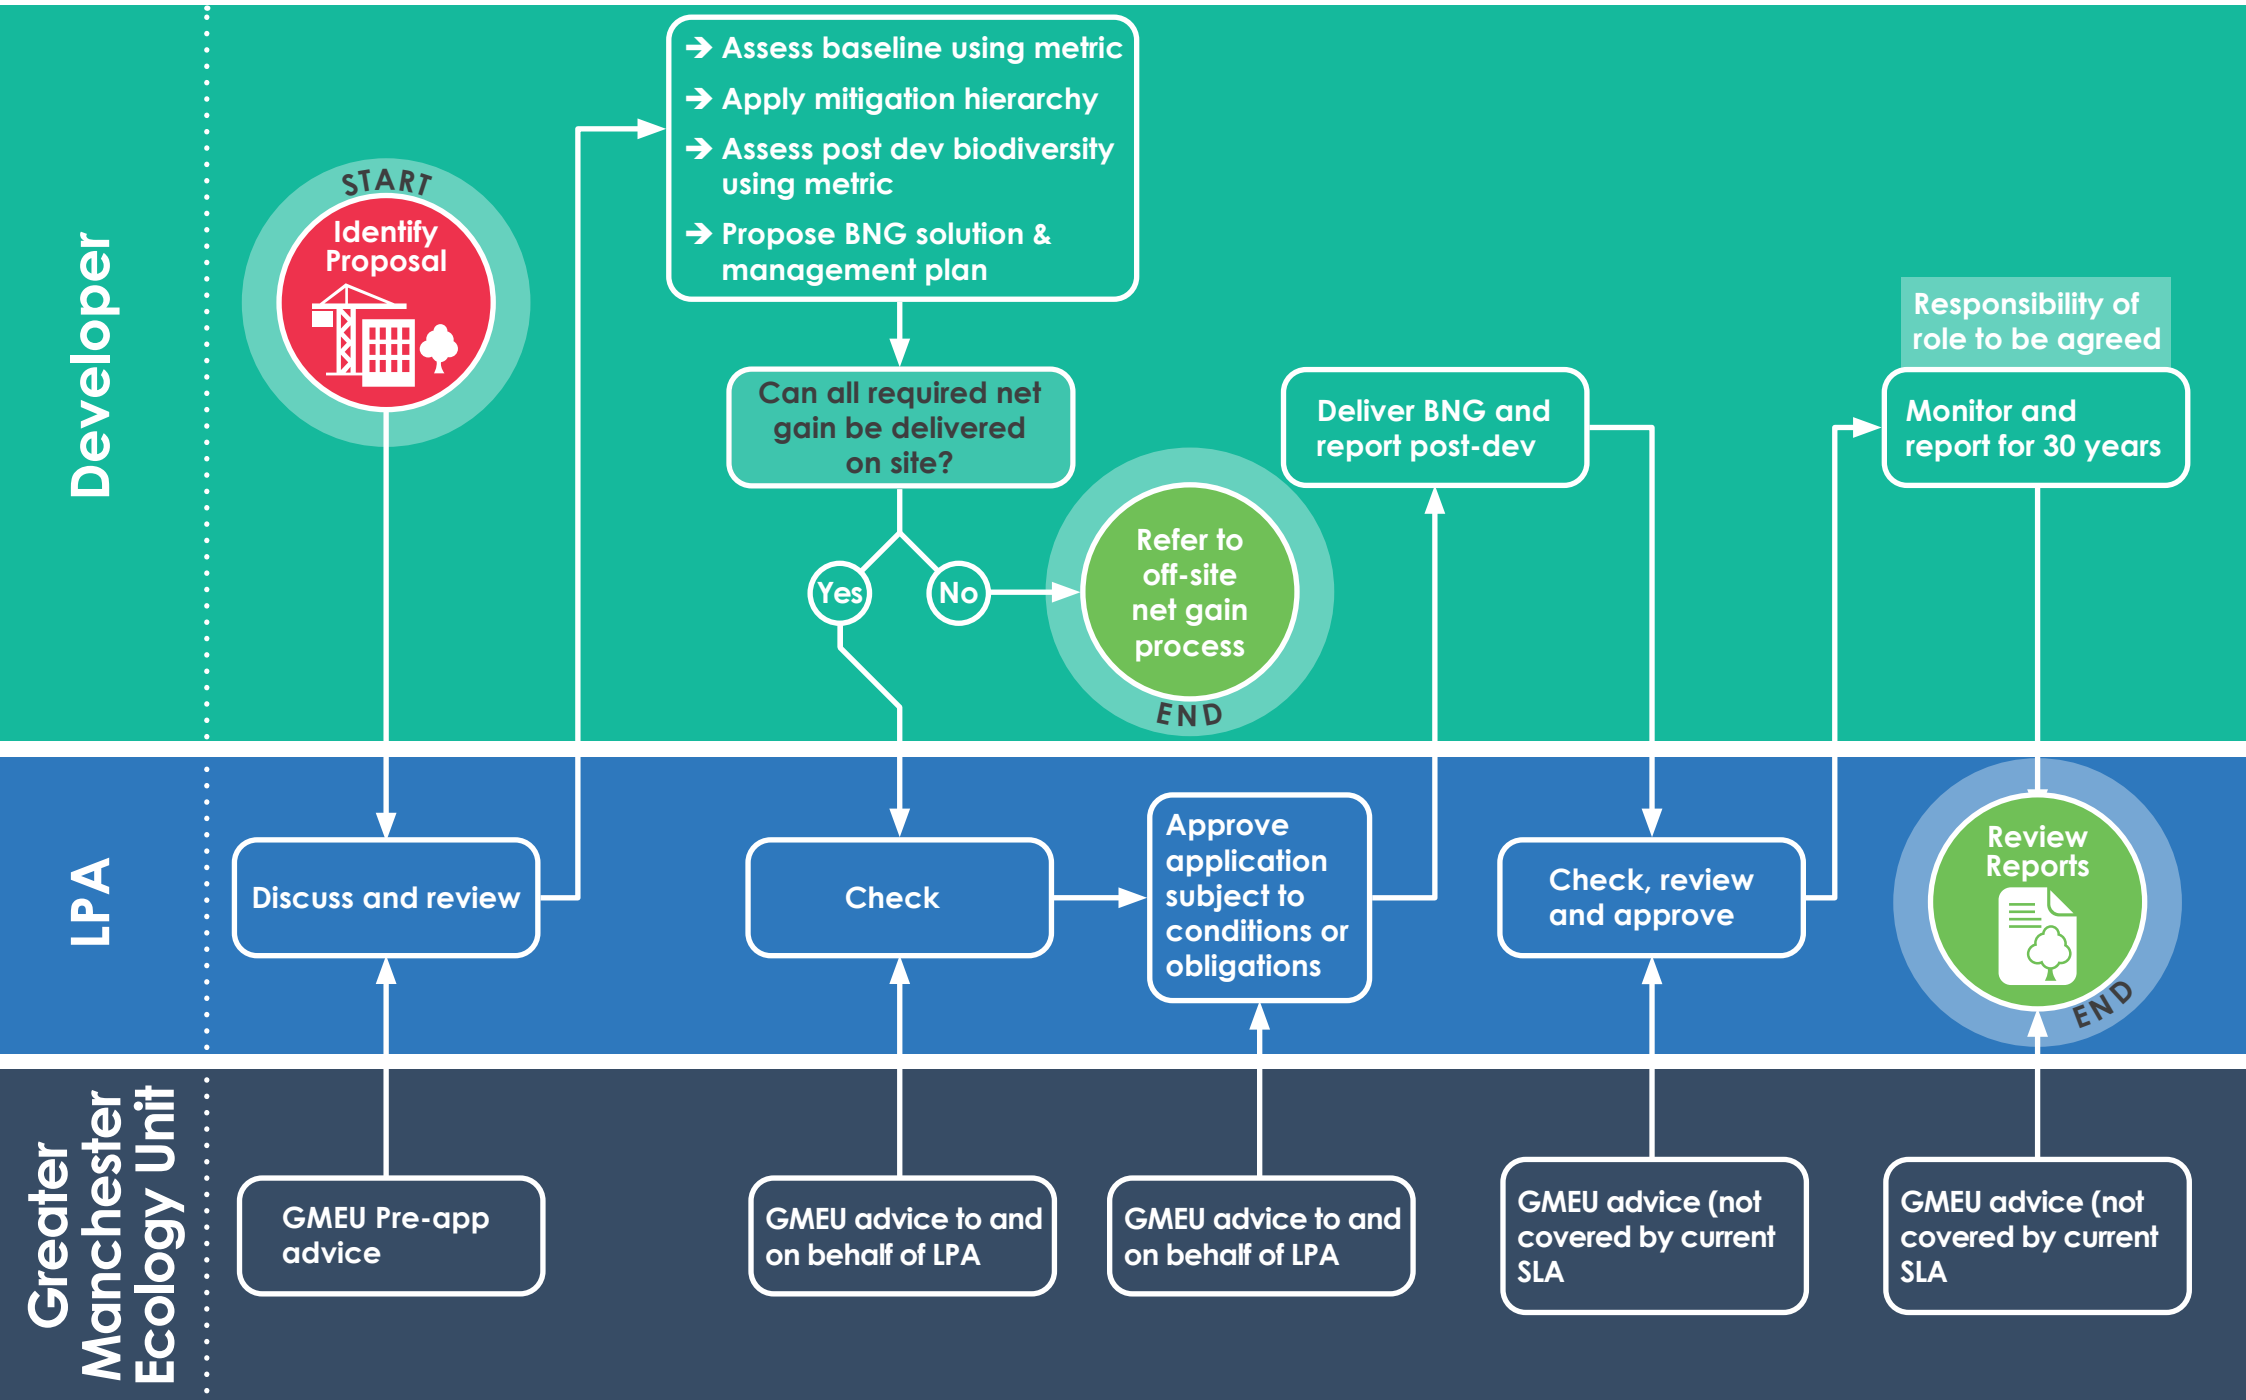 Developer
START
Identify
Proposal
➔ Assess baseline using metric
➔ Apply mitigation hierarchy
➔ Assess post dev biodiversity
using metric
➔ Propose BNG solution &
management plan
Can all required net
gain be delivered
on site?
Yes
No
Refer to
off-site
net gain
process
END
Deliver BNG and
report post-dev
Responsibility of
role to be agreed
Monitor and
report for 30 years
LPA
Discuss and review
Check
Approve
application
subject to
conditions or
obligations
Check, review
and approve
Review
Reports
END
Greater
Manchester
Ecology Unit
GMEU Pre-app
advice
GMEU advice to and
on behalf of LPA
GMEU advice to and
on behalf of LPA
GMEU advice (not
covered by current
SLA
GMEU advice (not
covered by current
SLA